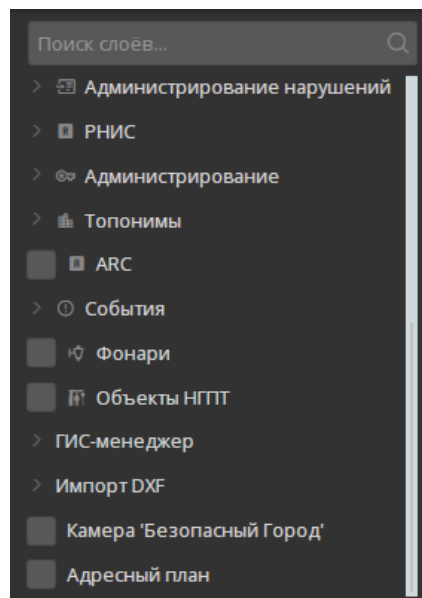 Поиск слоёв...
Администрирование нарушений
R РНИС
Администрирование
Топонимы
ARC
События
Фонари
Объекты НГПТ
ГИС-менеджер
Импорт DXF
Камера 'Безопасный Город'
Адресный план